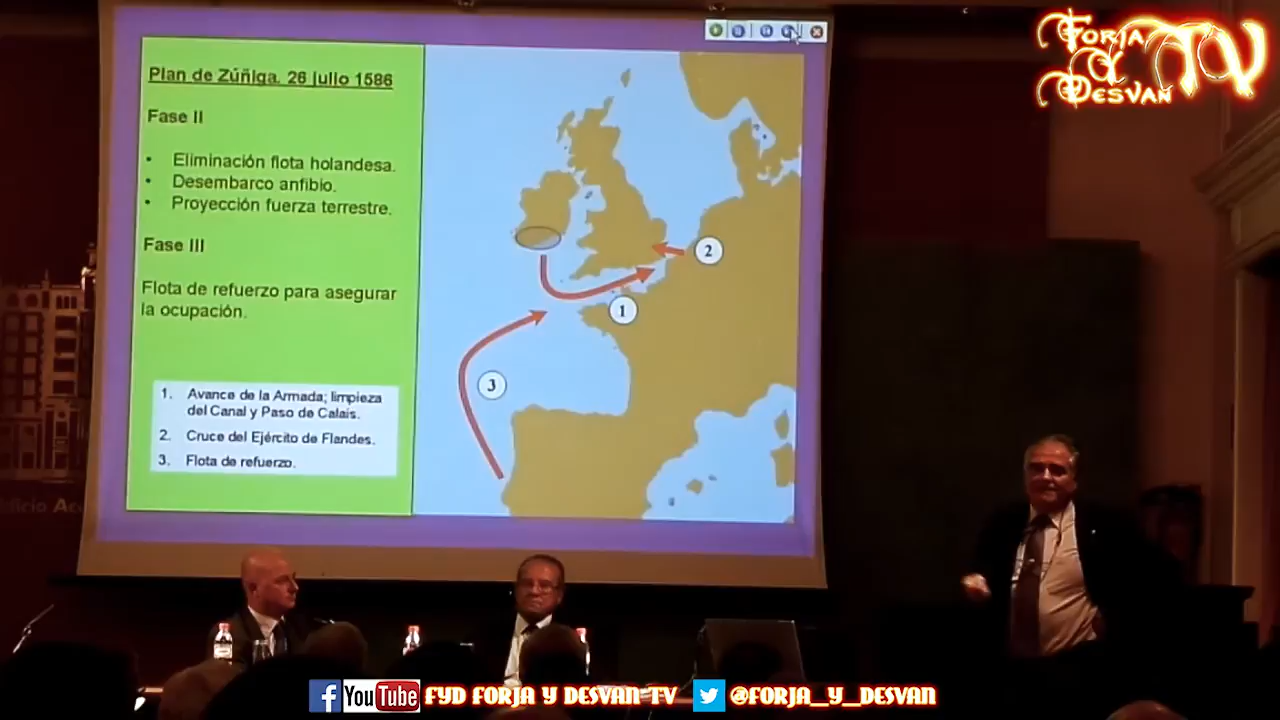 FORJA
Y
DESVAN
TV
Plan de Zúñiga. 26 julio 1586
Fase II
• Eliminación flota holandesa.
• Desembarco anfibio.
• Proyección fuerza terrestre.
Fase III
Flota de refuerzo para asegurar
la ocupación.
1. Avance de la Armada; limpieza
del Canal y Paso de Calais.
2. Cruce del Ejército de Flandes.
3. Flota de refuerzo.
2
1
3
f YouTube FYD FORJA Y DESVAN TV @FORJA_Y_DESVAN